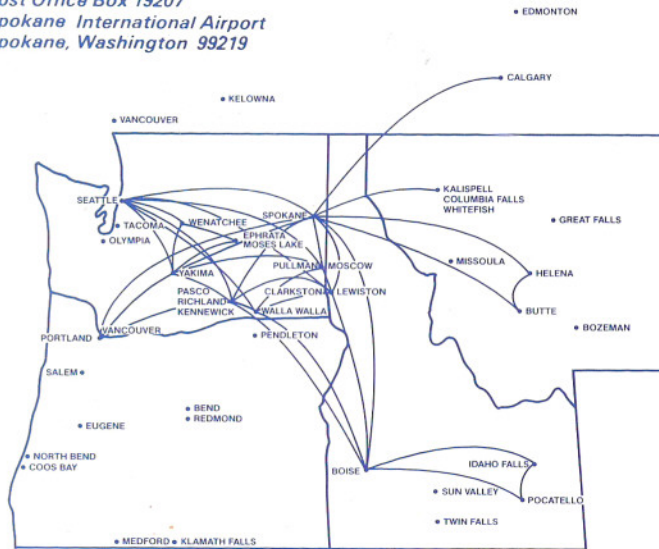 ost Office Box 19207
pokane International Airport
pokane, Washington 99219
EDMONTON
CALGARY
KELOWNA
VANCOUVER
SEATTLE
TACOMA
OLYMPIA
WENATCHEE
EPHRATA
MOSES LAKE
SPOKANE
KALISPELL
COLUMBIA FALLS
WHITEFISH
GREAT FALLS
YAKIMA
PULLMAN
MOSCOW
MISSOULA
HELENA
PASCO
RICHLAND
KENNEWICK
CLARKSTON
LEWISTON
WALLA WALLA
BUTTE
BOZEMAN
VANCOUVER
PORTLAND
PENDLETON
SALEM
BEND
REDMOND
EUGENE
NORTH BEND
COOS BAY
BOISE
IDAHO FALLS
SUN VALLEY
POCATELLO
TWIN FALLS
MEDFORD
KLAMATH FALLS